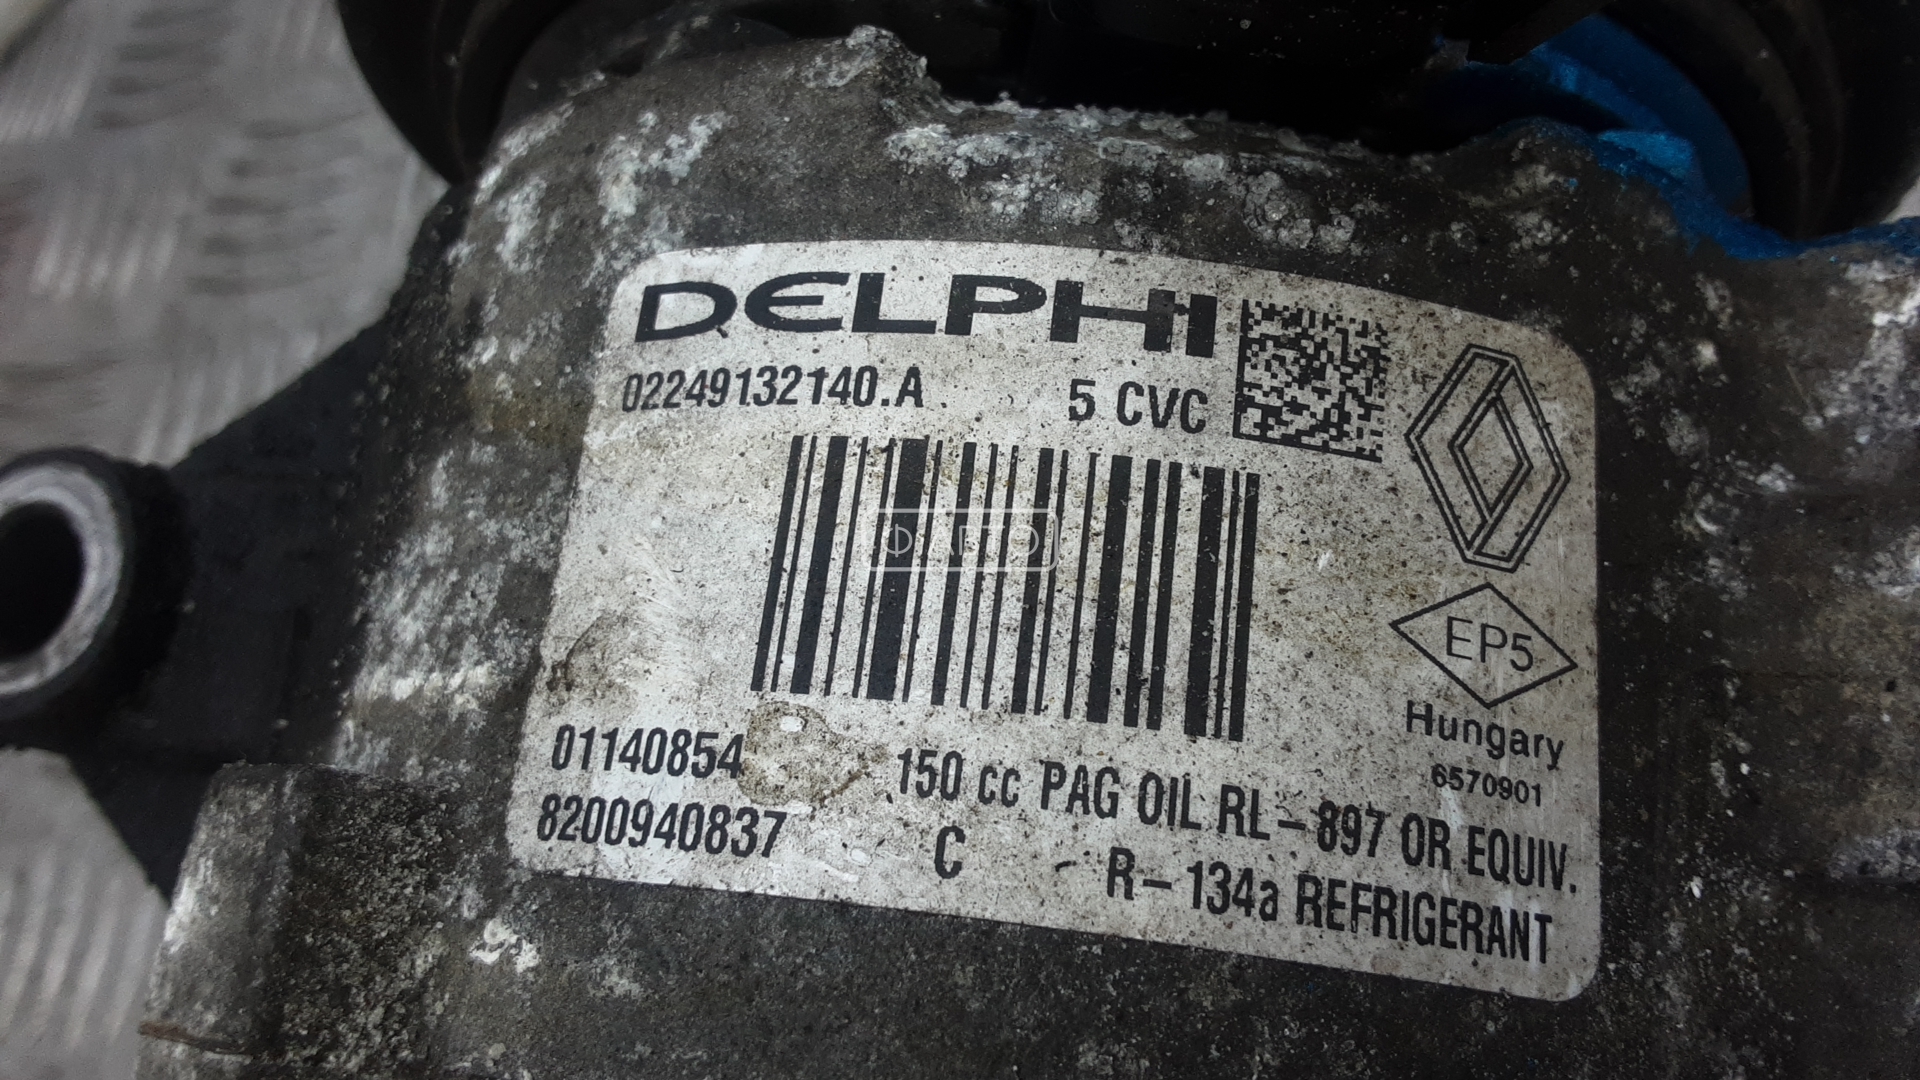 DELPHI
02249132140.A 5 CVC
Ф-АВТО
EP5
Hungary
6570901
01140854 150 cc PAG OIL RL-897 OR EQUIV.
8200940837 C R-134a REFRIGERANT